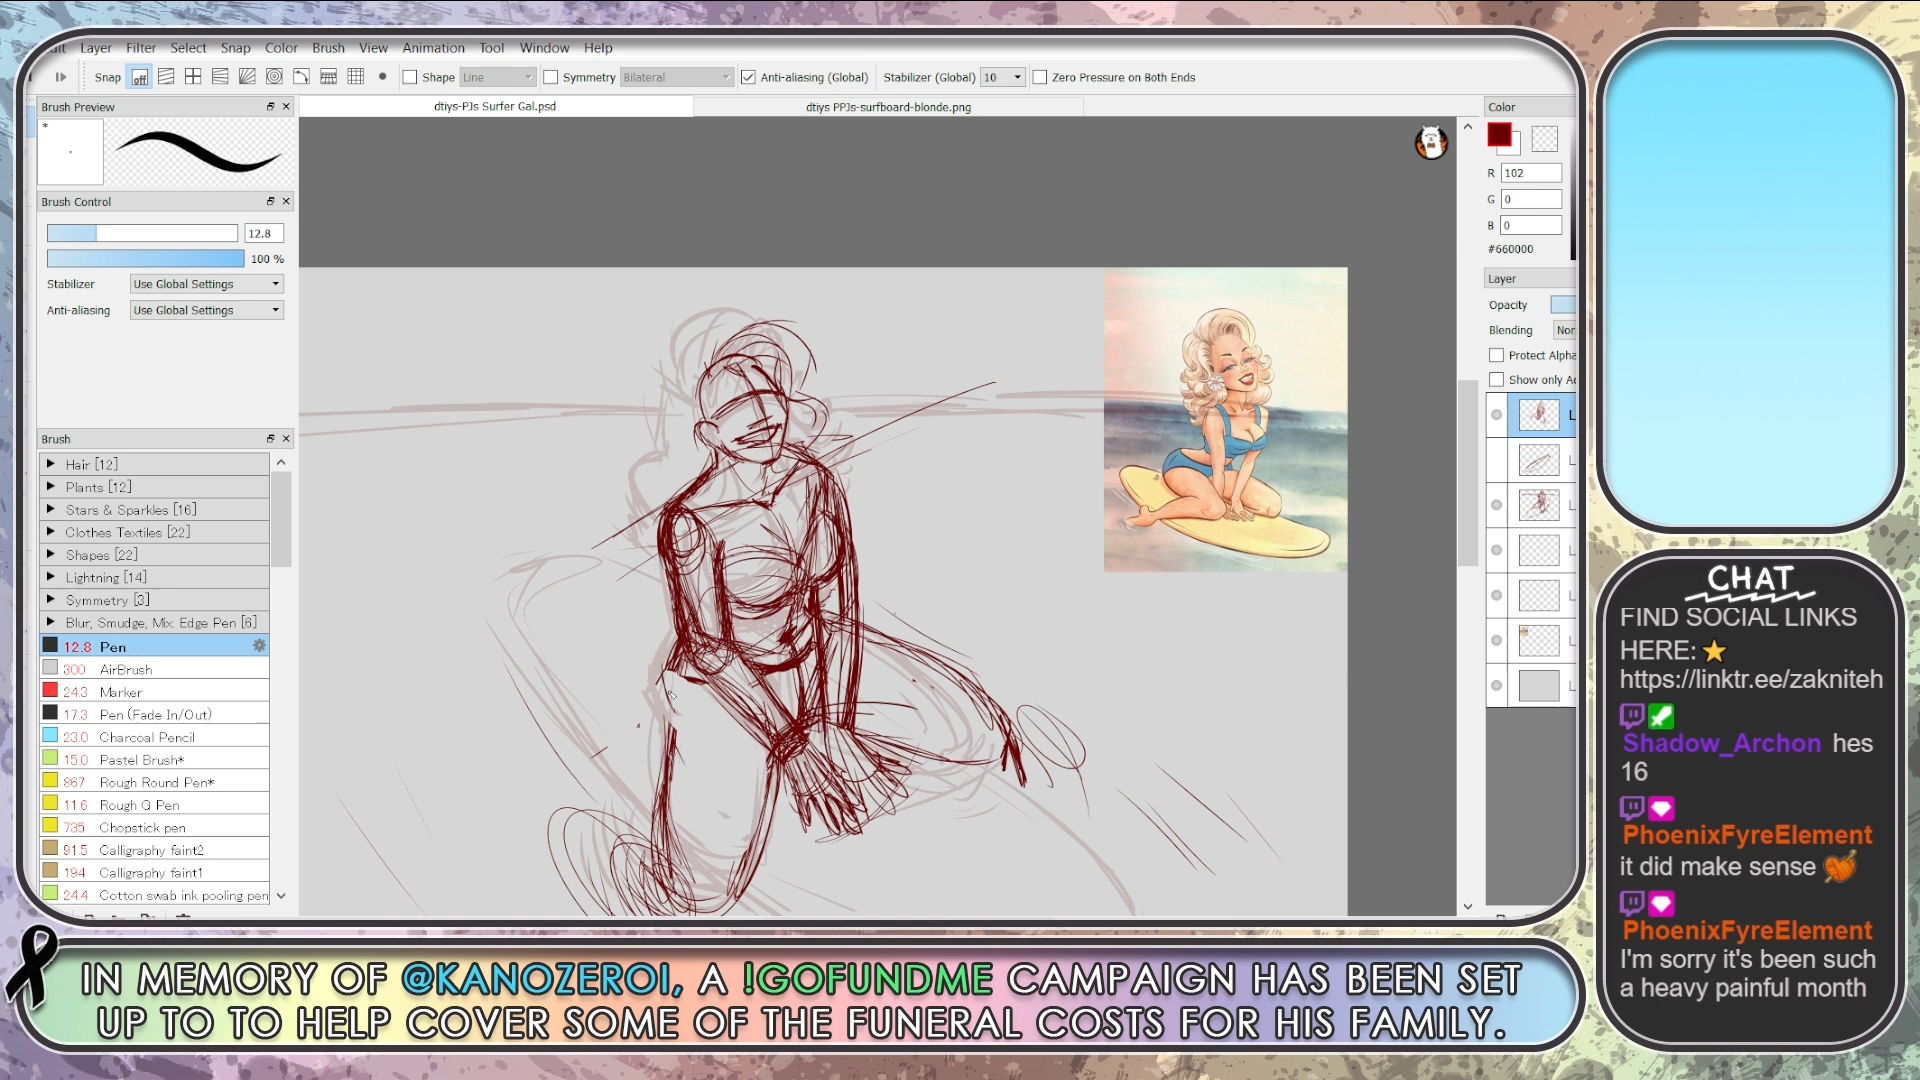 Layer Filter Select Snap Color Brush View Animation Tool Window Help
Snap off Shape Line Symmetry Bilateral Anti-aliasing (Global) Stabilizer (Global) 10 Zero Pressure on Both Ends
Brush Preview
dtiys-PJs Surfer Gal.psd
dtiys PPJs-surfboard-blonde.png
*
Brush Control
12.8
100 %
Stabilizer Use Global Settings
Anti-aliasing Use Global Settings
Brush
Hair [12]
Plants [12]
Stars & Sparkles [16]
Clothes Textiles [22]
Shapes [22]
Lightning [14]
Symmetry [3]
Blur, Smudge, Mix. Edge Pen [6]
12.8 Pen
300 AirBrush
24.3 Marker
17.3 Pen (Fade In/Out)
23.0 Charcoal Pencil
15.0 Pastel Brush*
867 Rough Round Pen*
11.6 Rough G Pen
735 Chopstick pen
91.5 Calligraphy faint2
194 Calligraphy faint1
24.4 Cotton swab ink pooling pen
Color
R 102
G 0
B 0
#660000
Layer
Opacity
Blending Nor
Protect Alpha
Show only
CHAT
FIND SOCIAL LINKS
HERE:
https://linktr.ee/zakniteh
Shadow_Archon hes
16
PhoenixFyreElement
it did make sense
PhoenixFyreElement
I'm sorry it's been such
a heavy painful month
IN MEMORY OF @KANOZEROI, A !GOFUNDME CAMPAIGN HAS BEEN SET
UP TO TO HELP COVER SOME OF THE FUNERAL COSTS FOR HIS FAMILY.